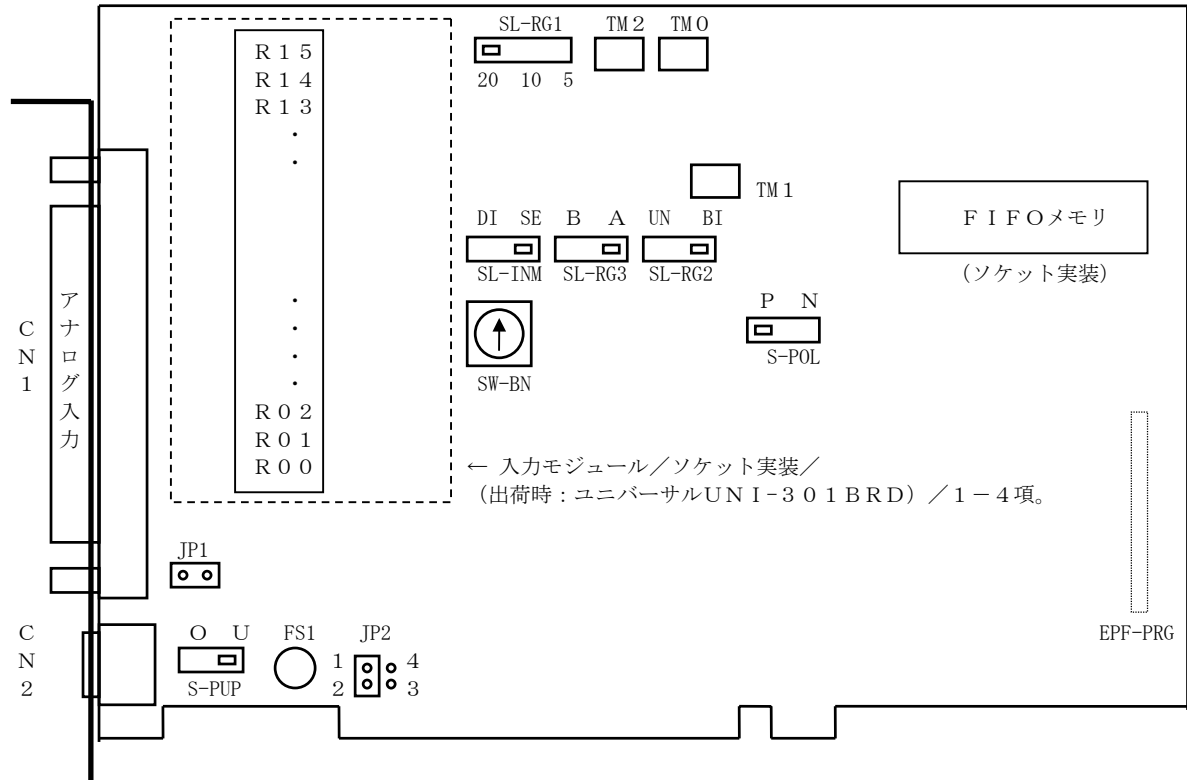 SL-RG1 TM2 TM0
20 10 5
R15
R14
R13
・
・
TM1
FIFOメモリ
(ソケット実装)
DI SE B A UN BI
SL-INM SL-RG3 SL-RG2
P N
S-POL
SW-BN
CN1
アナログ入力
・
・
・
・
R02
R01
R00
← 入力モジュール／ソケット実装／
（出荷時：ユニバーサルUNI-301BRD）／1－4項。
JP1
CN2
O U FS1 JP2
S-PUP
1 4
2 3
EPF-PRG